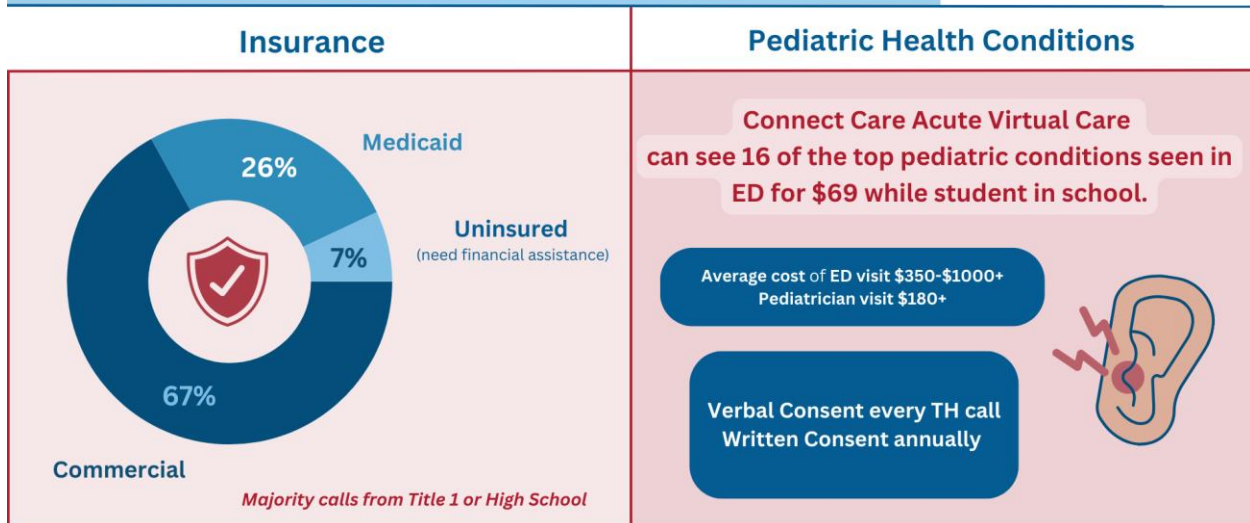 Insurance
Medicaid
26%
Uninsured
(need financial assistance)
7%
67%
Commercial
Majority calls from Title 1 or High School
Pediatric Health Conditions
Connect Care Acute Virtual Care
can see 16 of the top pediatric conditions seen in
ED for $69 while student in school.
Average cost of ED visit $350-$1000+
Pediatrician visit $180+
Verbal Consent every TH call
Written Consent annually